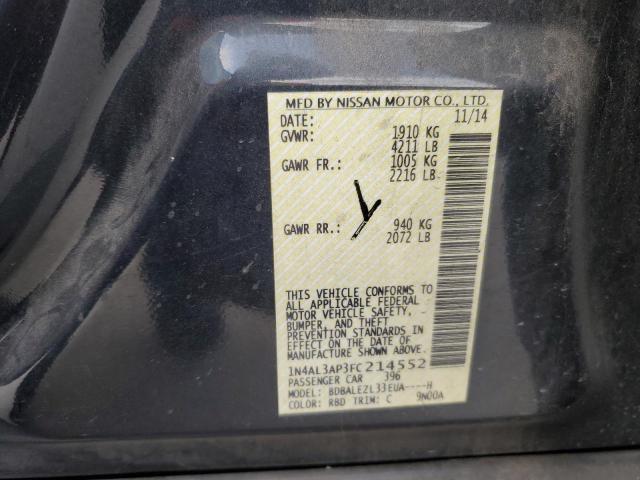 MFD BY NISSAN MOTOR CO., LTD.
DATE: 11/14
GVWR: 1910 KG
4211 LB
GAWR FR.: 1005 KG
2216 LB
GAWR RR.: 940 KG
2072 LB
THIS VEHICLE CONFORMS TO
ALL APPLICABLE FEDERAL
MOTOR VEHICLE SAFETY,
BUMPER, AND THEFT
PREVENTION STANDARDS IN
EFFECT ON THE DATE OF
MANUFACTURE SHOWN ABOVE.
1N4AL3AP3FC214552
PASSENGER CAR 396
MODEL: BDBALEZL33EUA----H
COLOR: RBD TRIM: C 9N00A